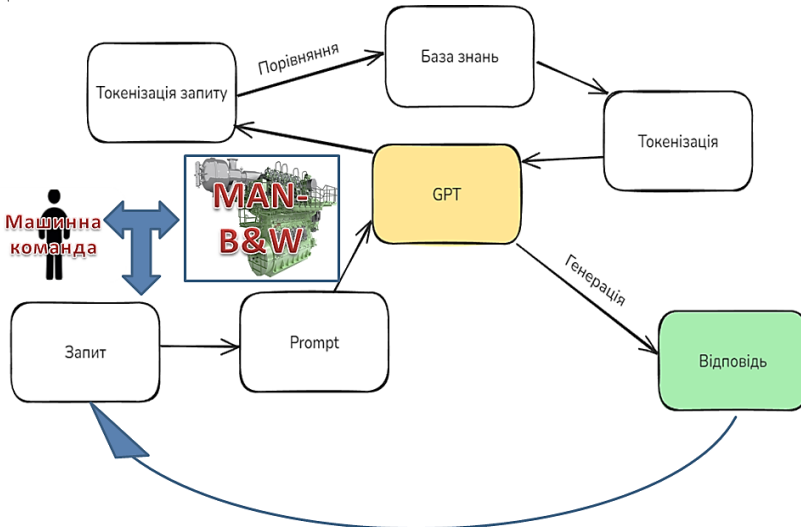 Порівняння
База знань
Токенізація запиту
Токенізація
GPT
MAN-
B&W
Машинна
команда
Генерація
Запит
Prompt
Відповідь